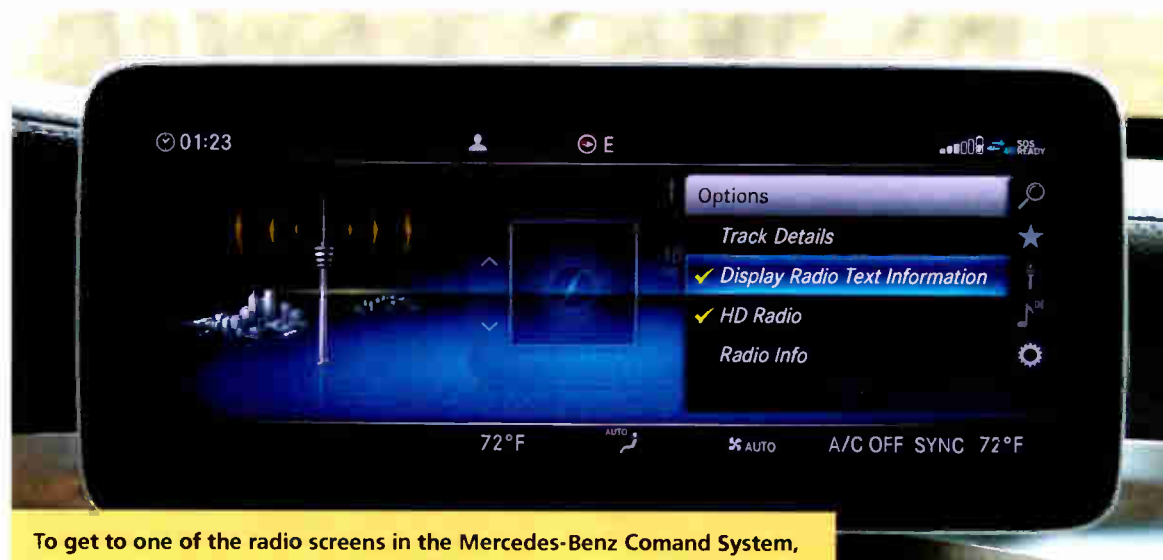 01:23 E SOS
READY
Options
Track Details
Display Radio Text Information
HD Radio
Radio Info
72°F AUTO AUTO A/C OFF SYNC 72°F
To get to one of the radio screens in the Mercedes-Benz Comand System,